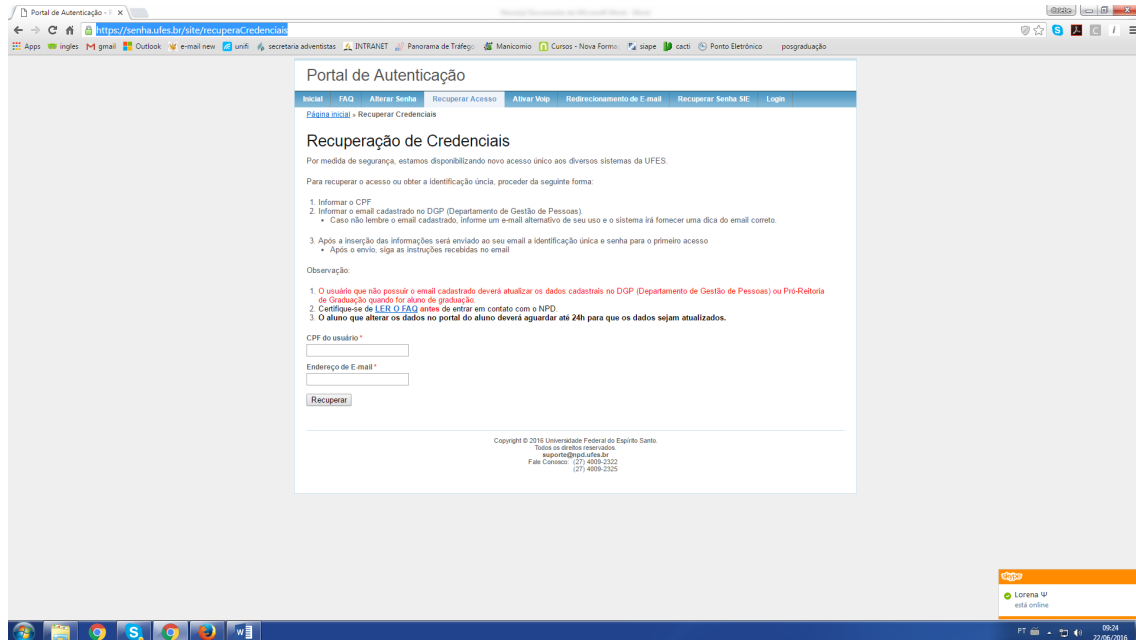 Portal de Autenticação - 
https://senha.ufes.br/site/recuperaCredenciais
Apps ingles gmail Outlook e-mail new unifi secretaria adventistas INTRANET Panorama de Tráfego Manicomio Cursos - Nova Forma siape cacti Ponto Eletrônico posgraduação
Portal de Autenticação
Inicial FAQ Alterar Senha Recuperar Acesso Ativar Voip Redirecionamento de E-mail Recuperar Senha SIE Login
Página inicial » Recuperar Credenciais
Recuperação de Credenciais
Por medida de segurança, estamos disponibilizando novo acesso único aos diversos sistemas da UFES.
Para recuperar o acesso ou obter a identificação úncia, proceder da seguinte forma:
1. Informar o CPF
2. Informar o email cadastrado no DGP (Departamento de Gestão de Pessoas).
• Caso não lembre o email cadastrado, informe um e-mail alternativo de seu uso e o sistema irá fornecer uma dica do email correto.
3. Após a inserção das informações será enviado ao seu email a identificação única e senha para o primeiro acesso
• Após o envio, siga as instruções recebidas no email
Observação:
1. O usuário que não possuir o email cadastrado deverá atualizar os dados cadastrais no DGP (Departamento de Gestão de Pessoas) ou Pró-Reitoria
de Graduação quando for aluno de graduação.
2. Certifique-se de LER O FAQ antes de entrar em contato com o NPD.
3. O aluno que alterar os dados no portal do aluno deverá aguardar até 24h para que os dados sejam atualizados.
CPF do usuário *
Endereço de E-mail *
Recuperar
Copyright © 2016 Universidade Federal do Espírito Santo.
Todos os direitos reservados.
suporte@npd.ufes.br
Fale Conosco: (27) 4009-2322
(27) 4009-2325
skype
Lorena Ψ
está online
PT
09:24
22/06/2016